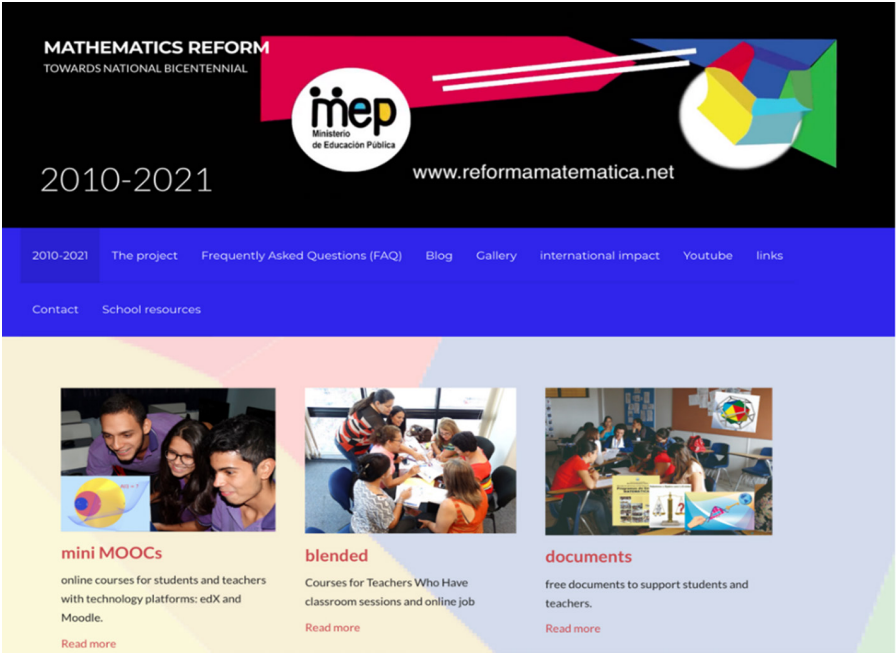 MATHEMATICS REFORM
TOWARDS NATIONAL BICENTENNIAL
mep
Ministerio
de Educación Pública
2010-2021
www.reformamatematica.net
2010-2021 The project Frequently Asked Questions (FAQ) Blog Gallery international impact Youtube links
Contact School resources
mini MOOCs
online courses for students and teachers
with technology platforms: edX and
Moodle.
Read more
blended
Courses for Teachers Who Have
classroom sessions and online job
Read more
documents
free documents to support students and
teachers.
Read more